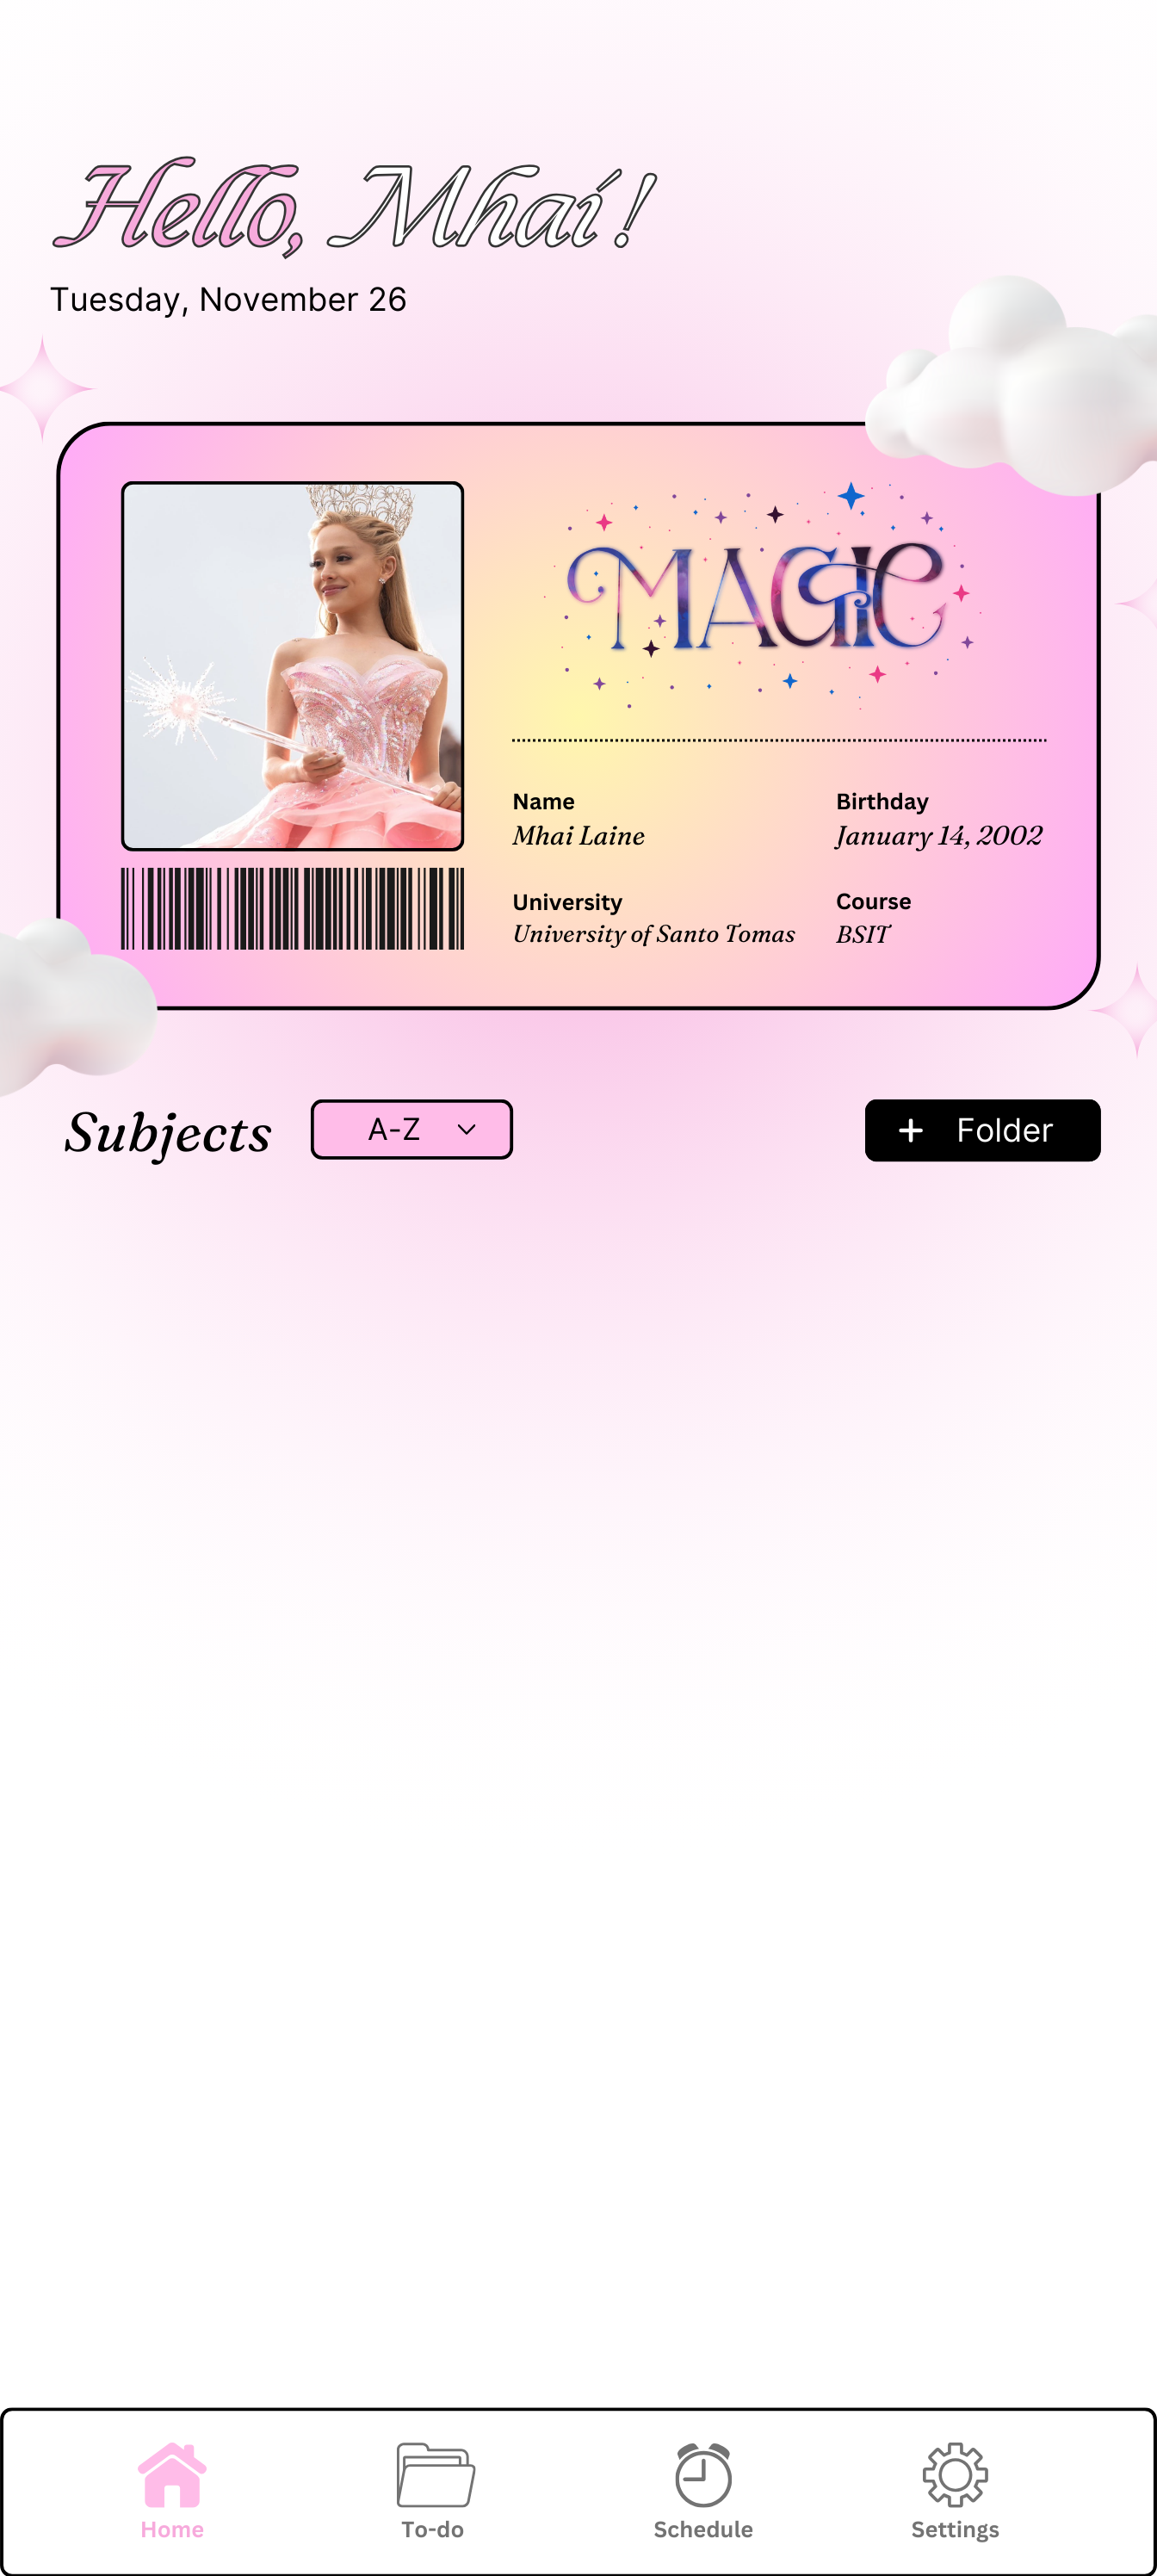 Hello, Mhai!
Tuesday, November 26
MAGIC
Name
Mhai Laine
Birthday
January 14, 2002
University
University of Santo Tomas
Course
BSIT
Subjects
A-Z
+ Folder
Home
To-do
Schedule
Settings